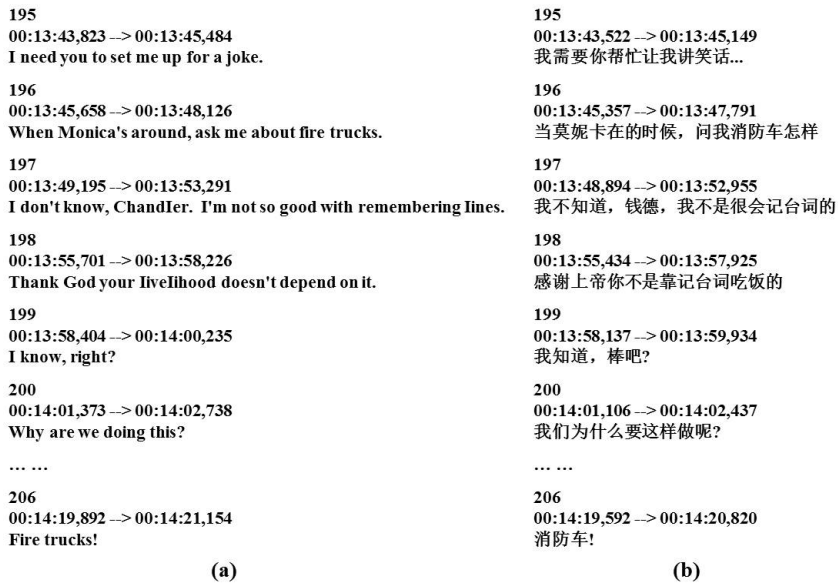 195
00:13:43,823 --> 00:13:45,484
I need you to set me up for a joke.
196
00:13:45,658 --> 00:13:48,126
When Monica's around, ask me about fire trucks.
197
00:13:49,195 --> 00:13:53,291
I don't know, ChandIer.  I'm not so good with remembering Iines.
198
00:13:55,701 --> 00:13:58,226
Thank God your IiveIihood doesn't depend on it.
199
00:13:58,404 --> 00:14:00,235
I know, right?
200
00:14:01,373 --> 00:14:02,738
Why are we doing this?
... ...
206
00:14:19,892 --> 00:14:21,154
Fire trucks!
(a)
195
00:13:43,522 --> 00:13:45,149
我需要你帮忙让我讲笑话...
196
00:13:45,357 --> 00:13:47,791
当莫妮卡在的时候，问我消防车怎样
197
00:13:48,894 --> 00:13:52,955
我不知道，钱德，我不是很会记台词的
198
00:13:55,434 --> 00:13:57,925
感谢上帝你不是靠记台词吃饭的
199
00:13:58,137 --> 00:13:59,934
我知道，棒吧?
200
00:14:01,106 --> 00:14:02,437
我们为什么要这样做呢?
... ...
206
00:14:19,592 --> 00:14:20,820
消防车!
(b)